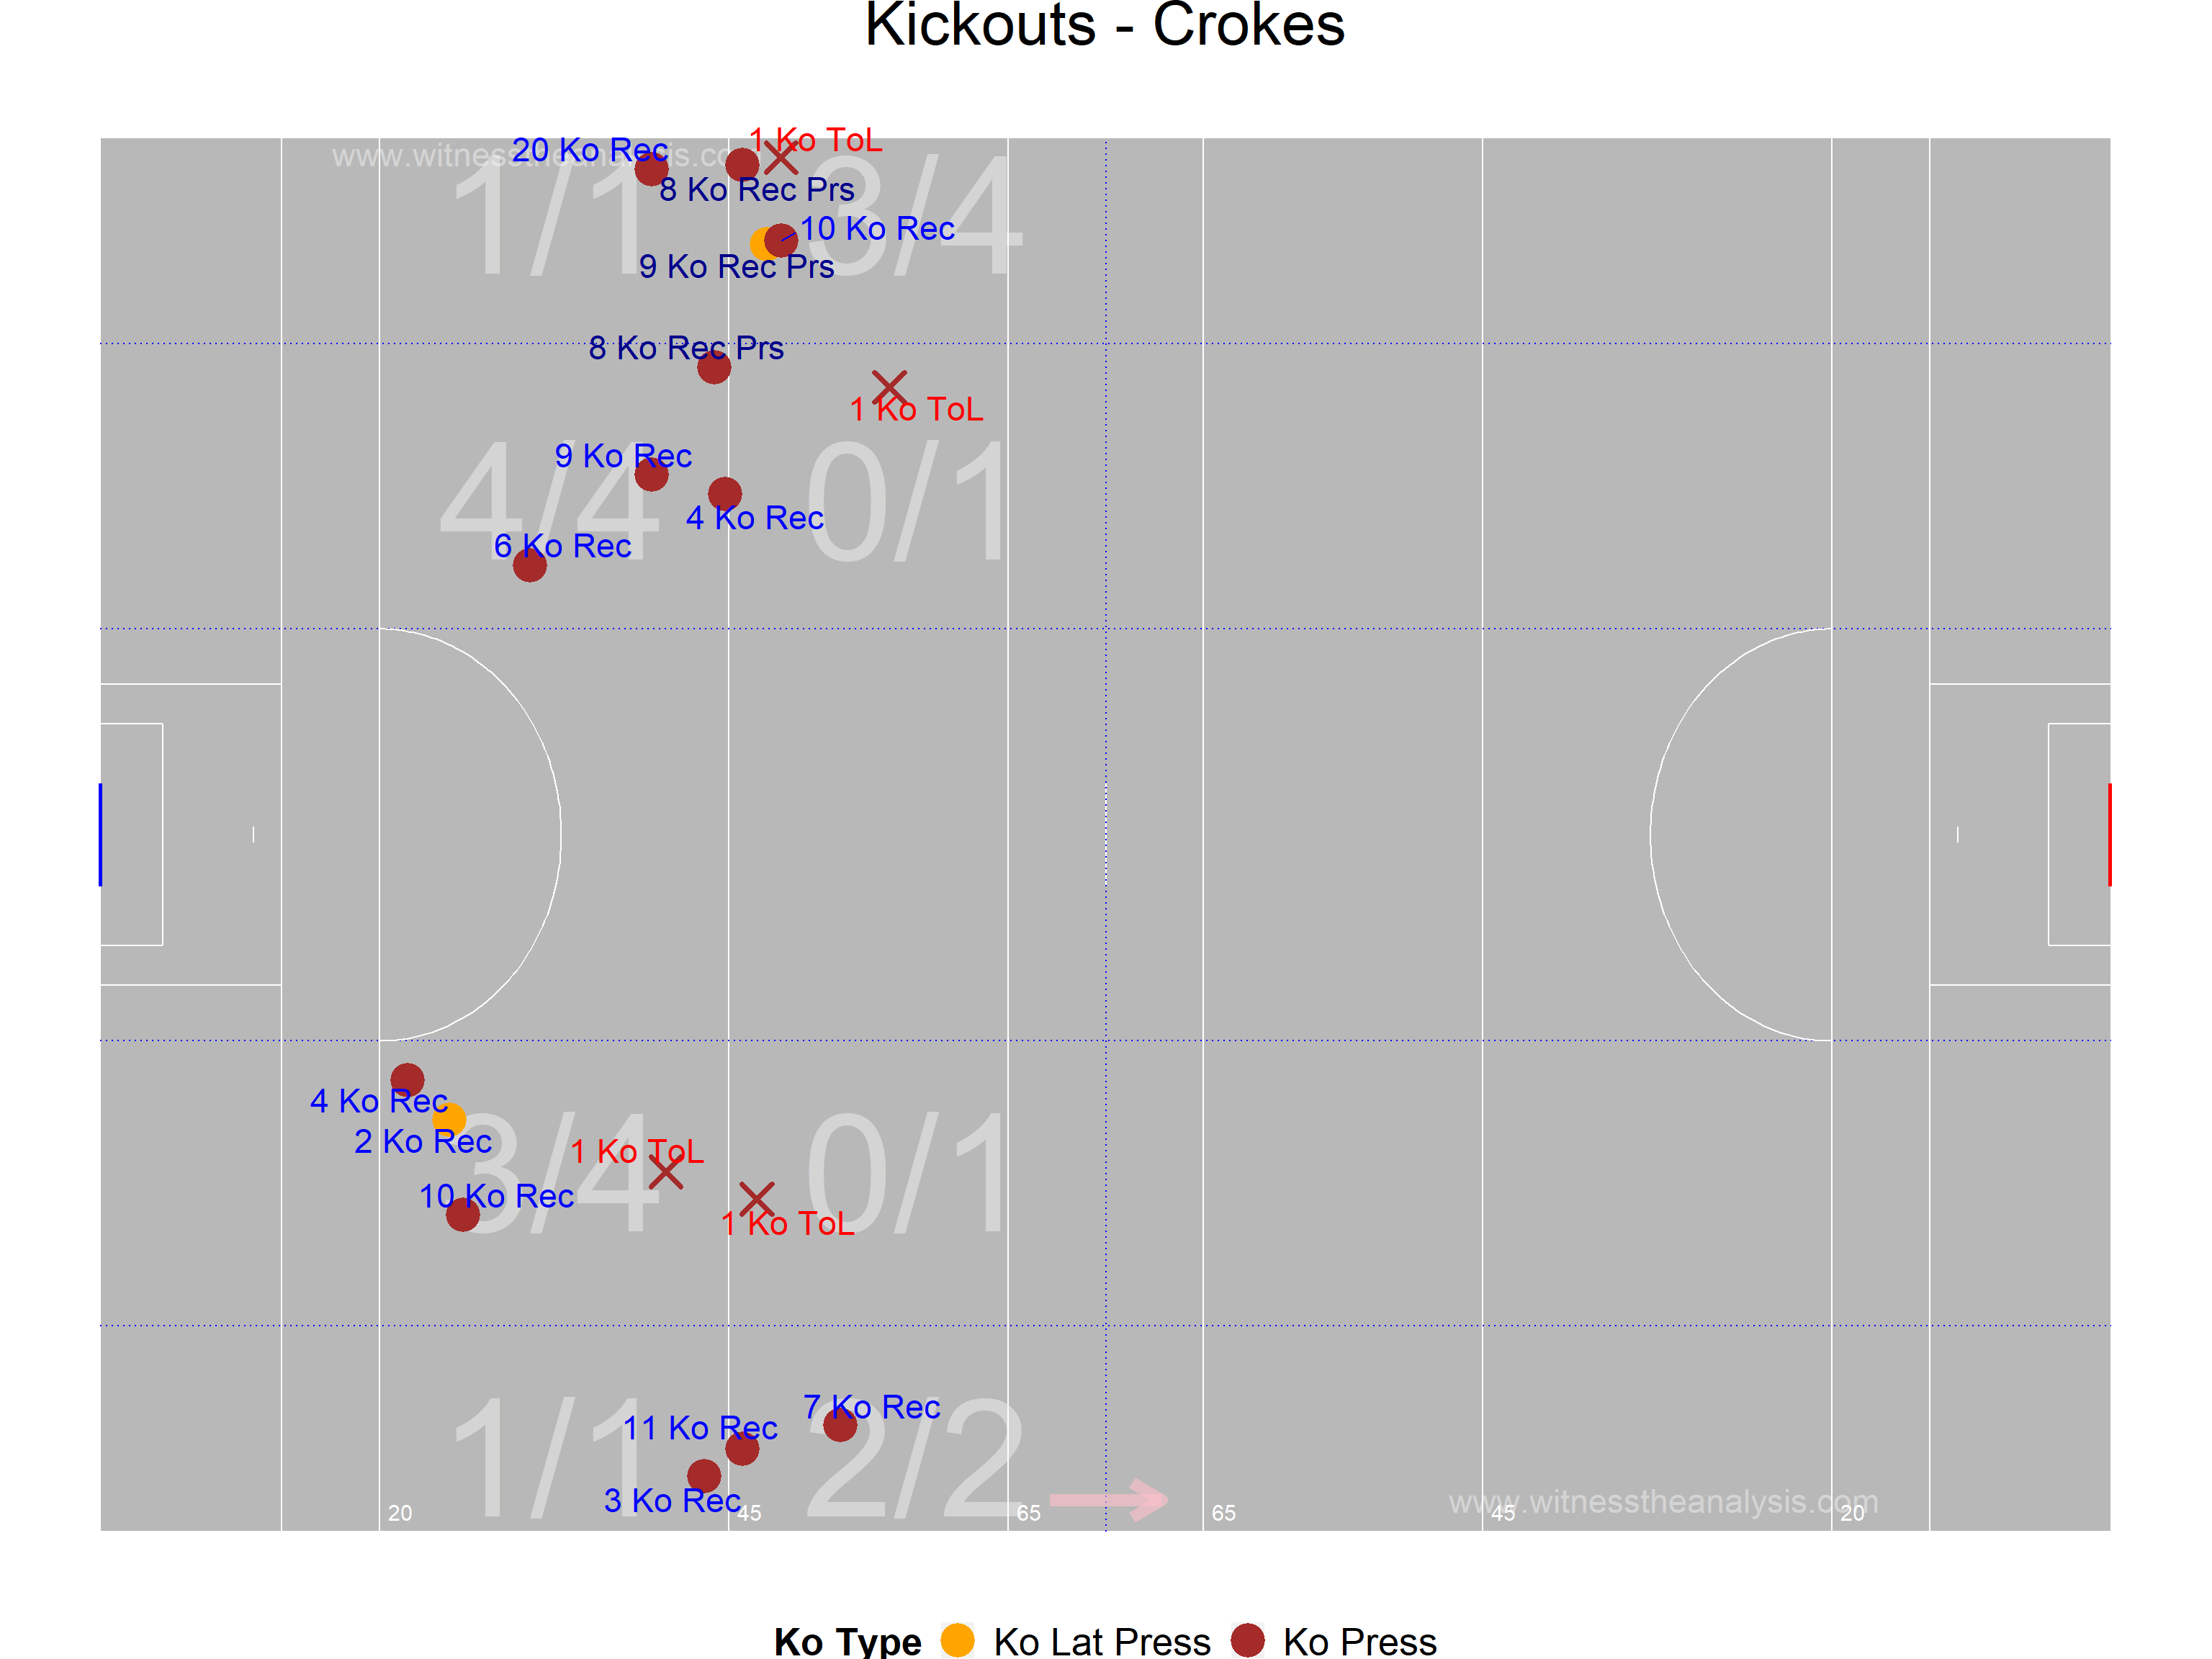 Kickouts - Crokes
1 Ko ToL
20 Ko Rec
www.witnesstheanalysis.com
8 Ko Rec Prs
1/1
3/4
10 Ko Rec
9 Ko Rec Prs
8 Ko Rec Prs
1 Ko ToL
9 Ko Rec
4/4
0/1
4 Ko Rec
6 Ko Rec
4 Ko Rec
2 Ko Rec
1 Ko ToL
3/4
0/1
10 Ko Rec
1 Ko ToL
7 Ko Rec
11 Ko Rec
1/1
2/2
3 Ko Rec
www.witnesstheanalysis.com
20
45
65
65
45
20
Ko Type
Ko Lat Press
Ko Press